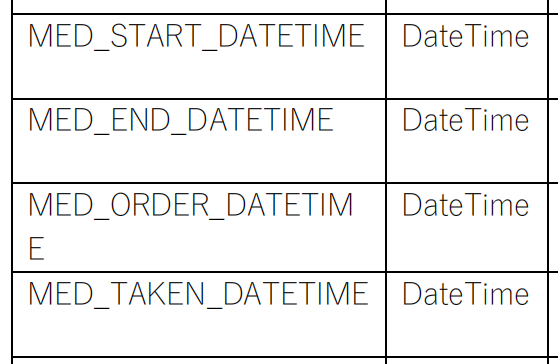 MED_START_DATETIME DateTime
MED_END_DATETIME DateTime
MED_ORDER_DATETIM DateTime
E
MED_TAKEN_DATETIME DateTime